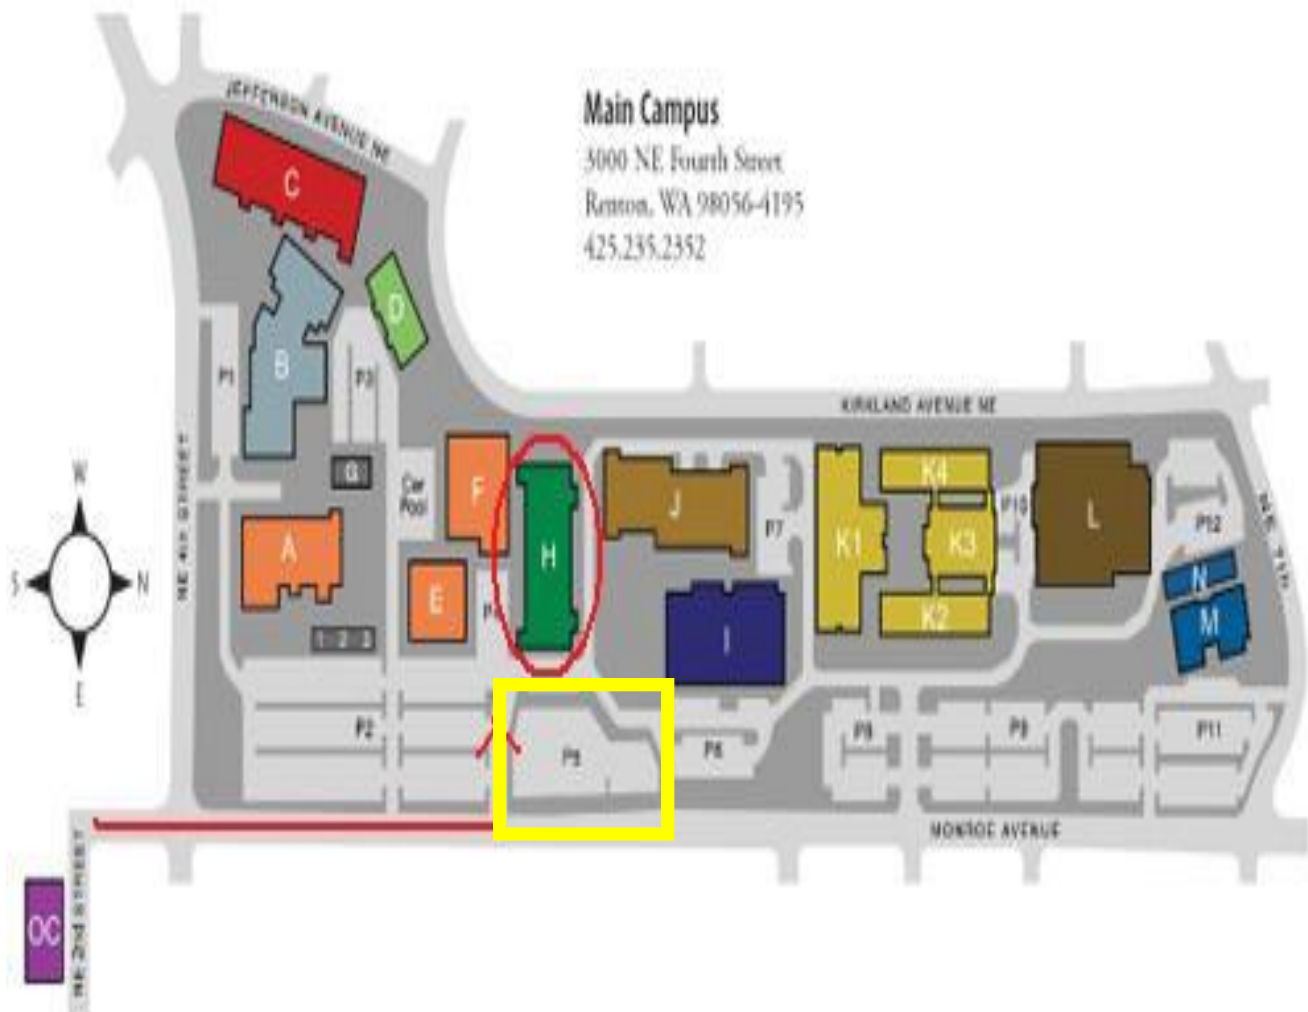 JEFFERSON AVENUE NE
Main Campus
3000 NE Fourth Street
Renton, WA 98056-4195
425.235.2352
C
D
B
P1
P3
KIRKLAND AVENUE NE
W
S
N
E
NE 4th STREET
G
Car
Pool
F
H
J
P7
K1
K4
K3
K2
P10
L
P12
NE 7TH
N
M
A
E
1 2 3
I
P2
P5
P6
P8
P9
P11
MONROE AVENUE
OC
NE 2nd STREET